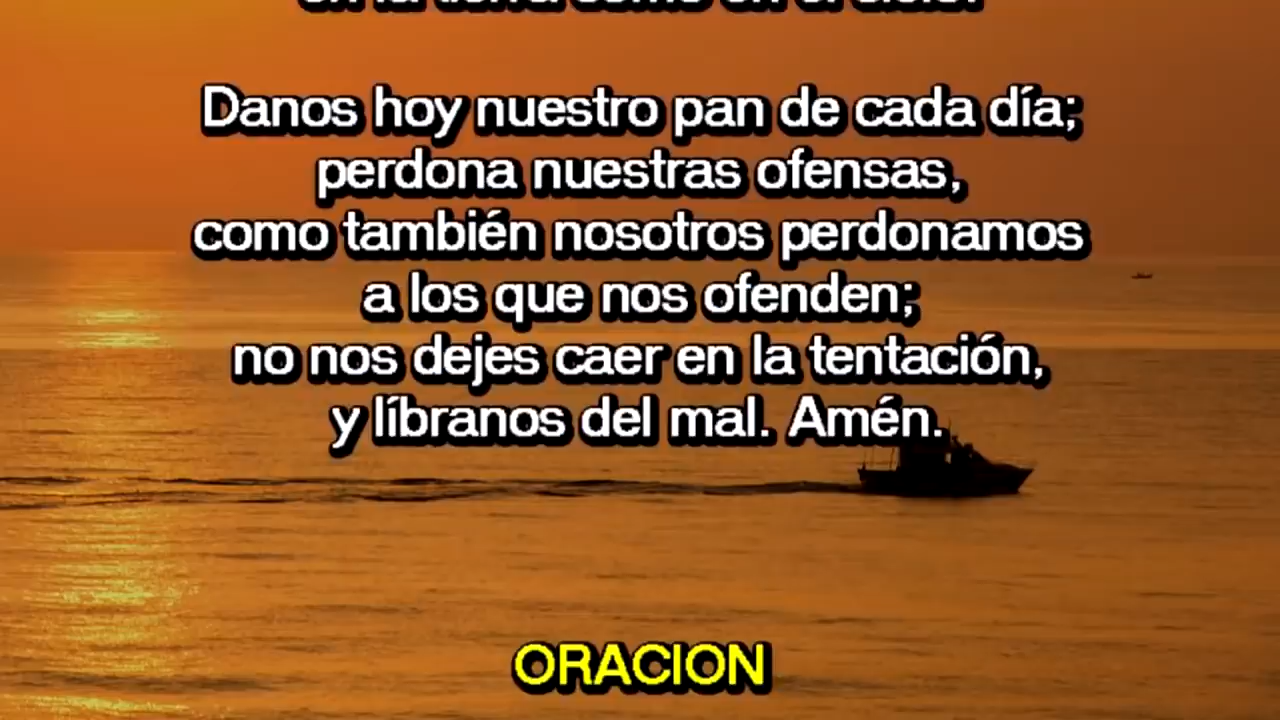 en la tierra como en el cielo.
Danos hoy nuestro pan de cada día;
perdona nuestras ofensas,
como también nosotros perdonamos
a los que nos ofenden;
no nos dejes caer en la tentación,
y líbranos del mal. Amén.
ORACION